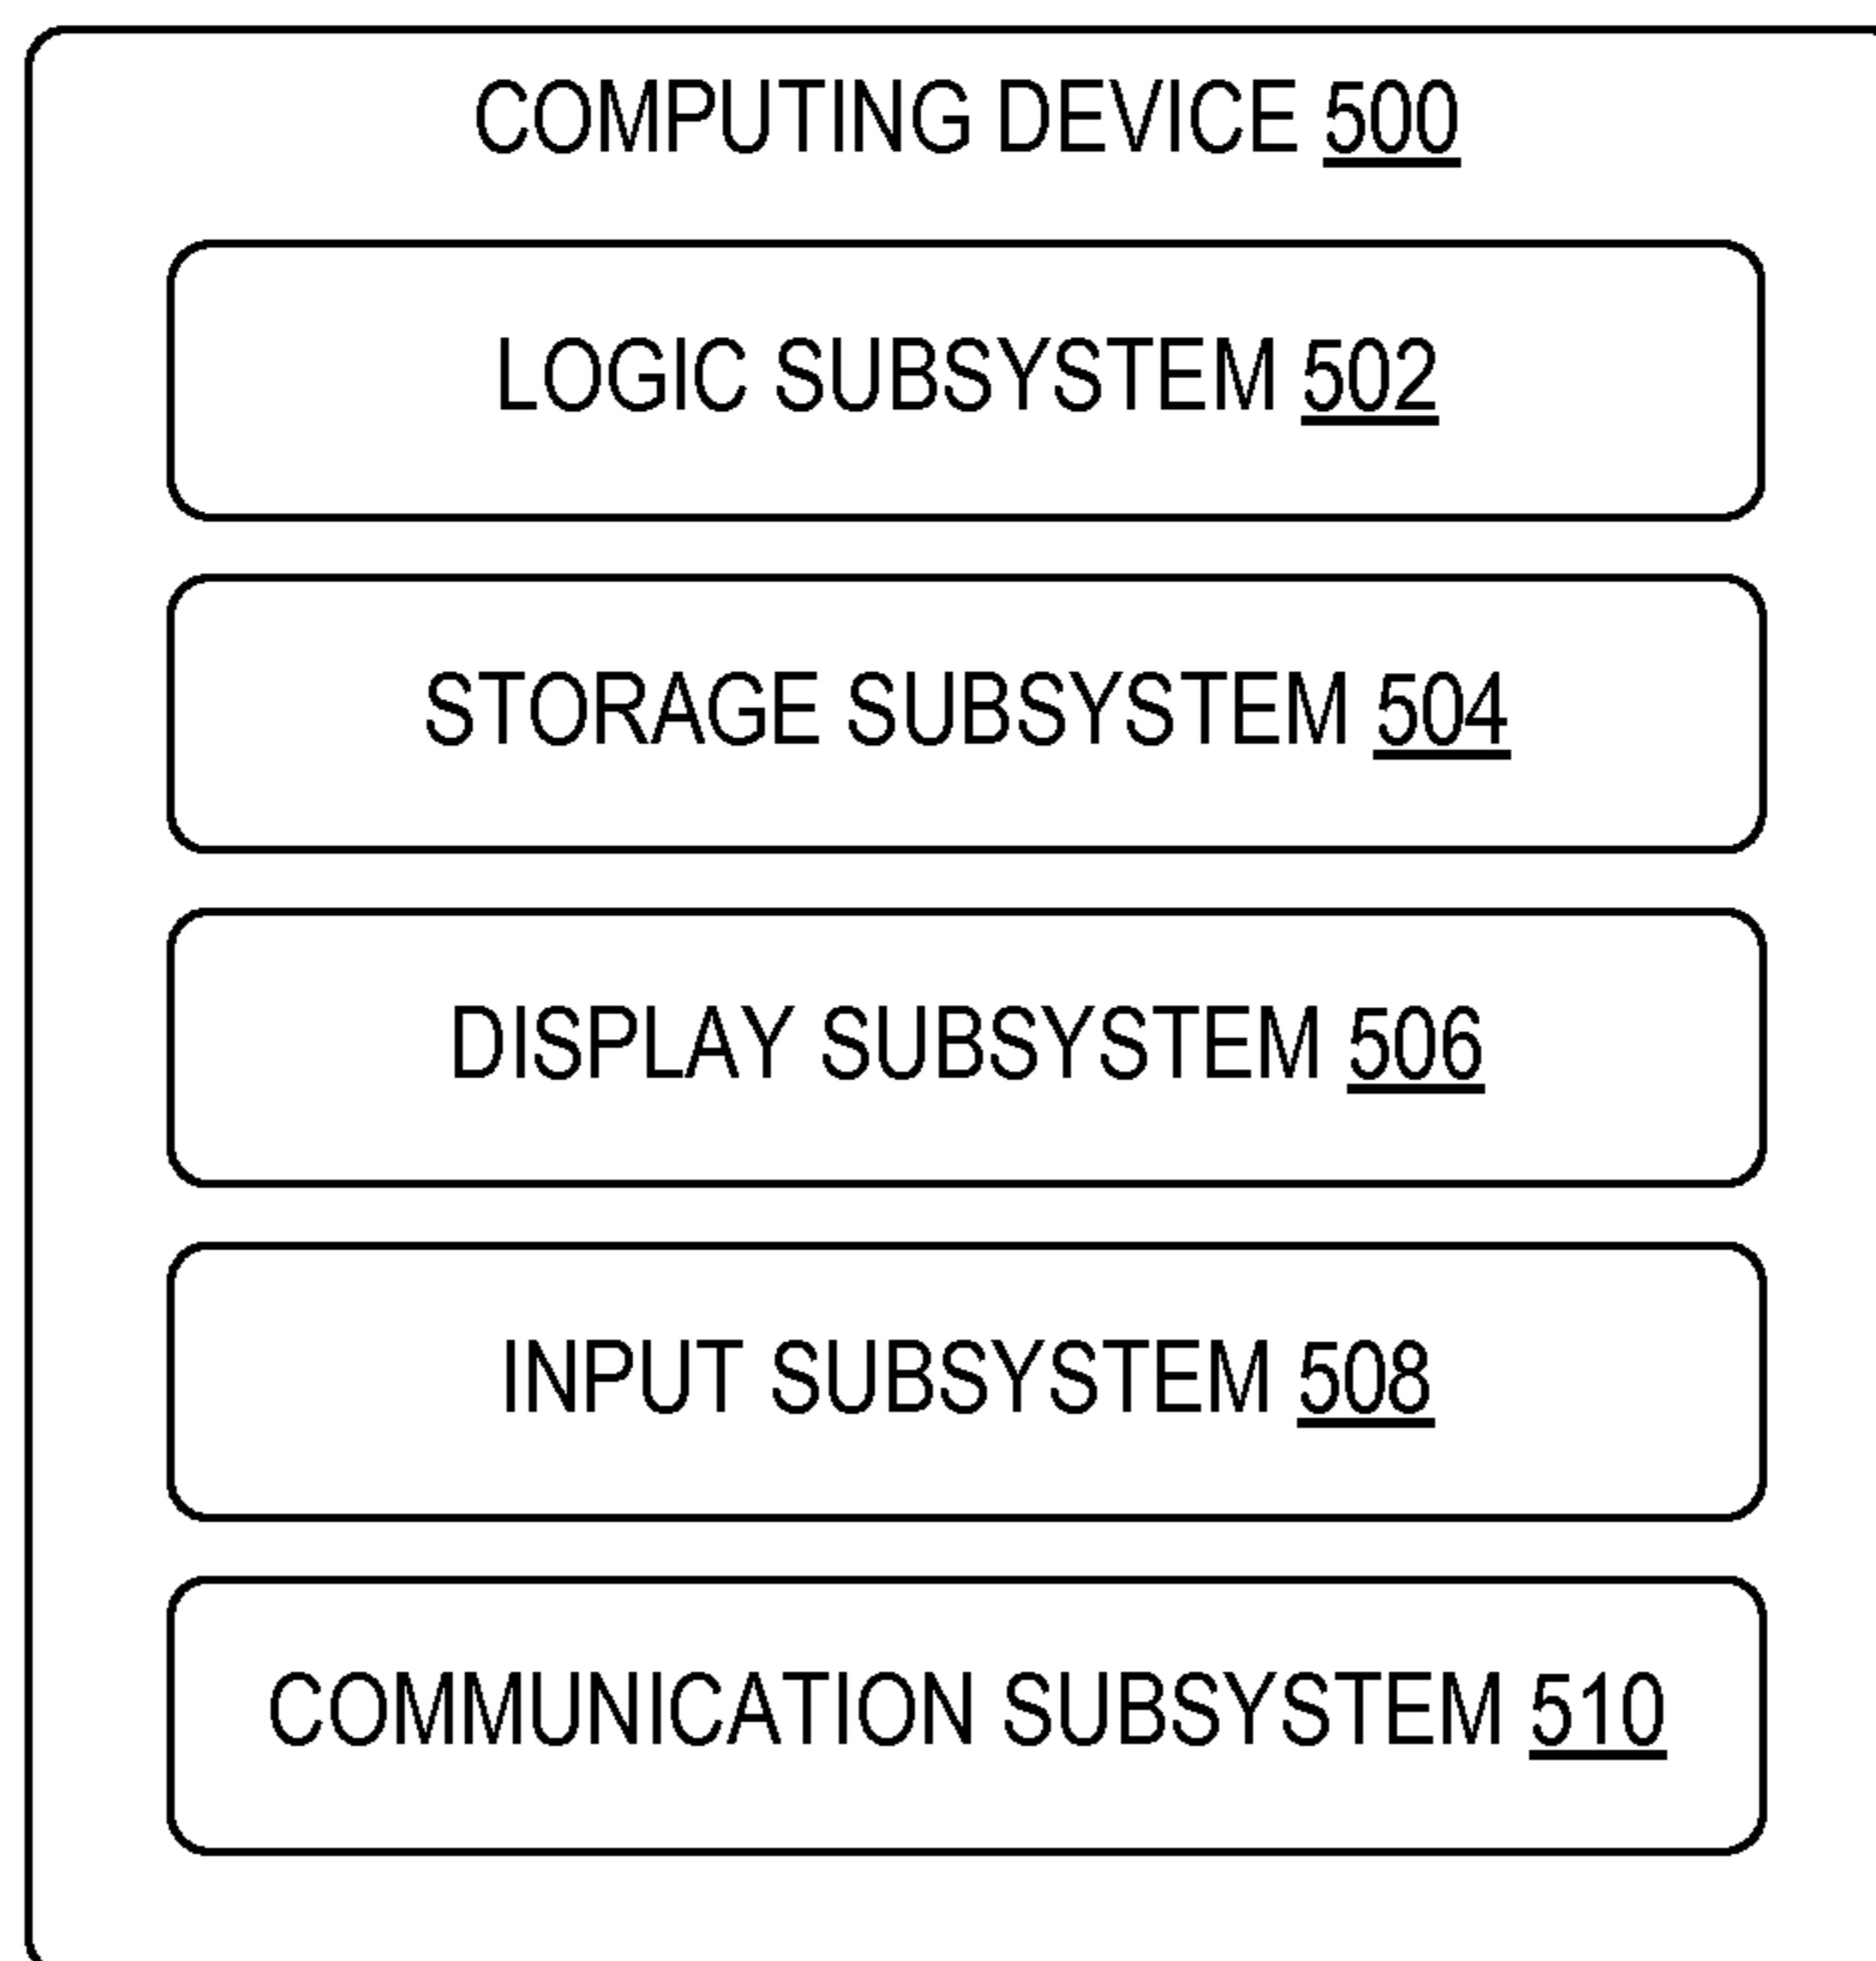 COMPUTING DEVICE 500
LOGIC SUBSYSTEM 502
STORAGE SUBSYSTEM 504
DISPLAY SUBSYSTEM 506
INPUT SUBSYSTEM 508
COMMUNICATION SUBSYSTEM 510